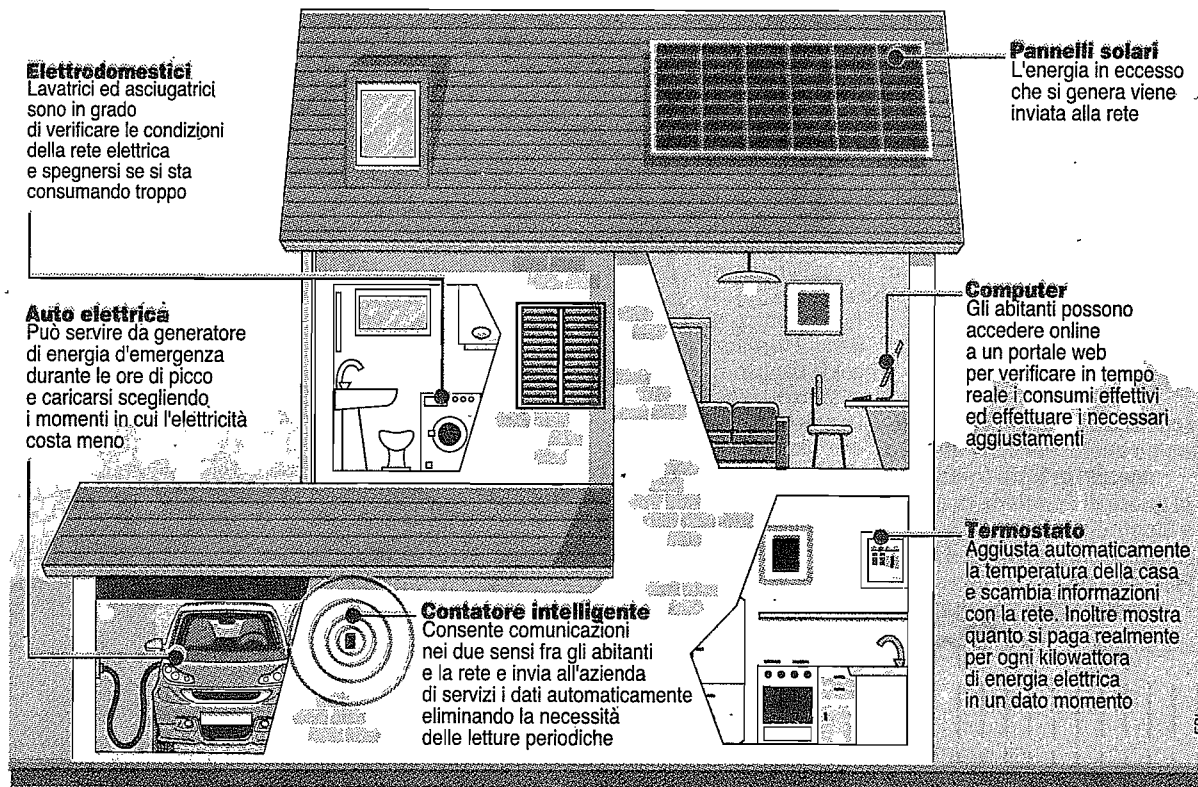 Elettrodomestici
Lavatrici ed asciugatrici
sono in grado
di verificare le condizioni
della rete elettrica
e spegnersi se si sta
consumando troppo
Pannelli solari
L'energia in eccesso
che si genera viene
inviata alla rete
Auto elettrica
Può servire da generatore
di energia d'emergenza
durante le ore di picco
e caricarsi scegliendo
i momenti in cui l'elettricità
costa meno
Computer
Gli abitanti possono
accedere online
a un portale web
per verificare in tempo
reale i consumi effettivi
ed effettuare i necessari
aggiustamenti
Contatore intelligente
Consente comunicazioni
nei due sensi fra gli abitanti
e la rete e invia all'azienda
di servizi i dati automaticamente
eliminando la necessità
delle letture periodiche
Termostato
Aggiusta automaticamente
la temperatura della casa
e scambia informazioni
con la rete. Inoltre mostra
quanto si paga realmente
per ogni kilowattora
di energia elettrica
in un dato momento